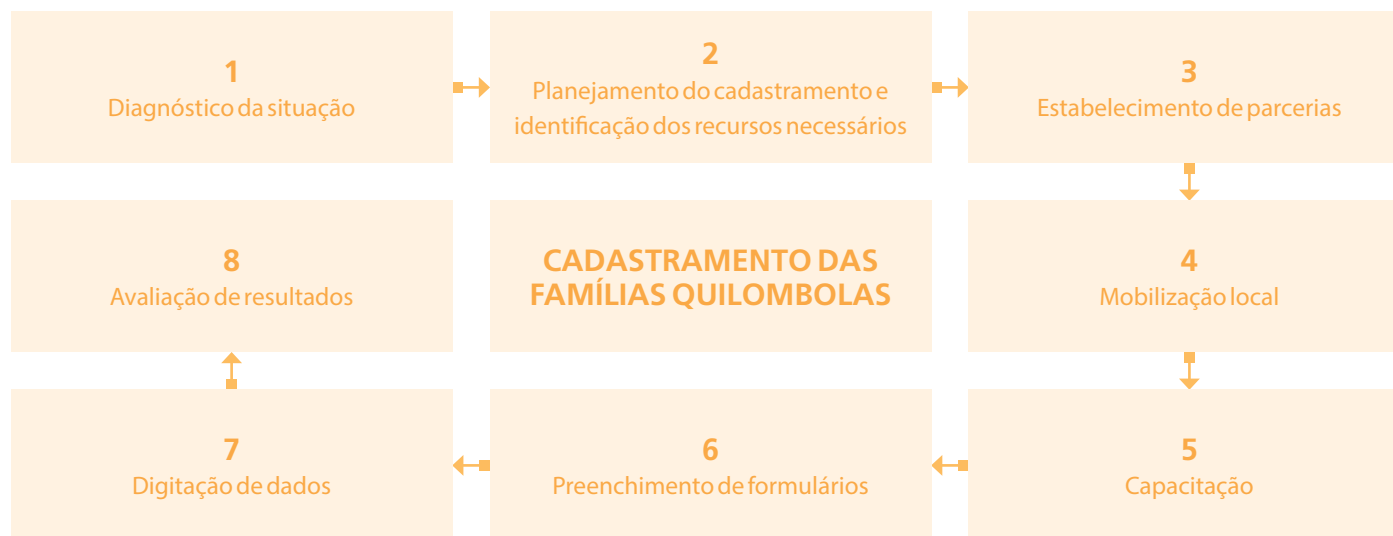 1
Diagnóstico da situação
2
Planejamento do cadastramento e
identificação dos recursos necessários
3
Estabelecimento de parcerias
8
Avaliação de resultados
CADASTRAMENTO DAS
FAMÍLIAS QUILOMBOLAS
4
Mobilização local
7
Digitação de dados
6
Preenchimento de formulários
5
Capacitação